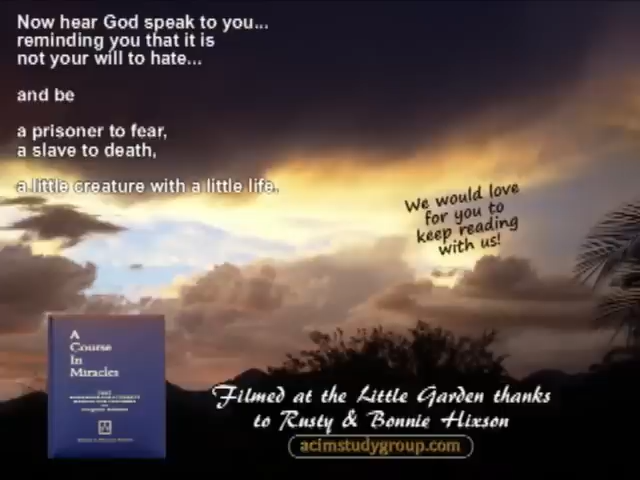 Now hear God speak to you...
reminding you that it is
not your will to hate...
and be
a prisoner to fear,
a slave to death,
a little creature with a little life.
We would love
for you to
keep reading
with us!
A
Course
In
Miracles
Filmed at the Little Garden thanks
to Rusty & Bonnie Hixson
acimstudygroup.com